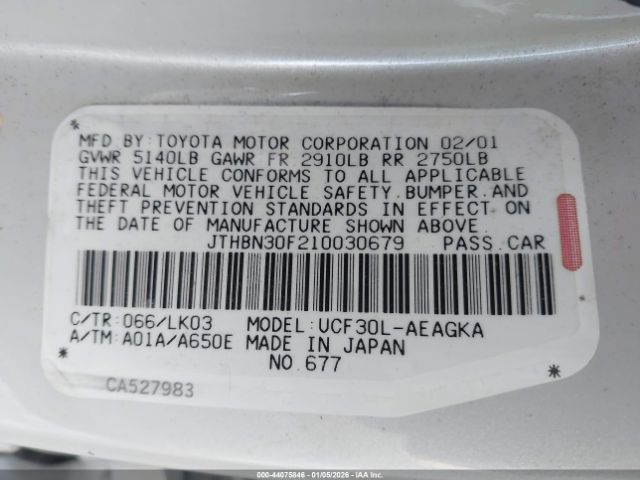 MFD BY: TOYOTA MOTOR CORPORATION 02/01
GVWR 5140LB GAWR FR 2910LB RR 2750LB
THIS VEHICLE CONFORMS TO ALL APPLICABLE
FEDERAL MOTOR VEHICLE SAFETY, BUMPER, AND
THEFT PREVENTION STANDARDS IN EFFECT ON
THE DATE OF MANUFACTURE SHOWN ABOVE.
JTHBN30F210030679 PASS. CAR
C/TR: 066/LK03 MODEL: UCF30L-AEAGKA
A/TM: A01A/A650E MADE IN JAPAN
NO. 677
CA527983
000-44075846 - 01/05/2026 - IAAI.COM